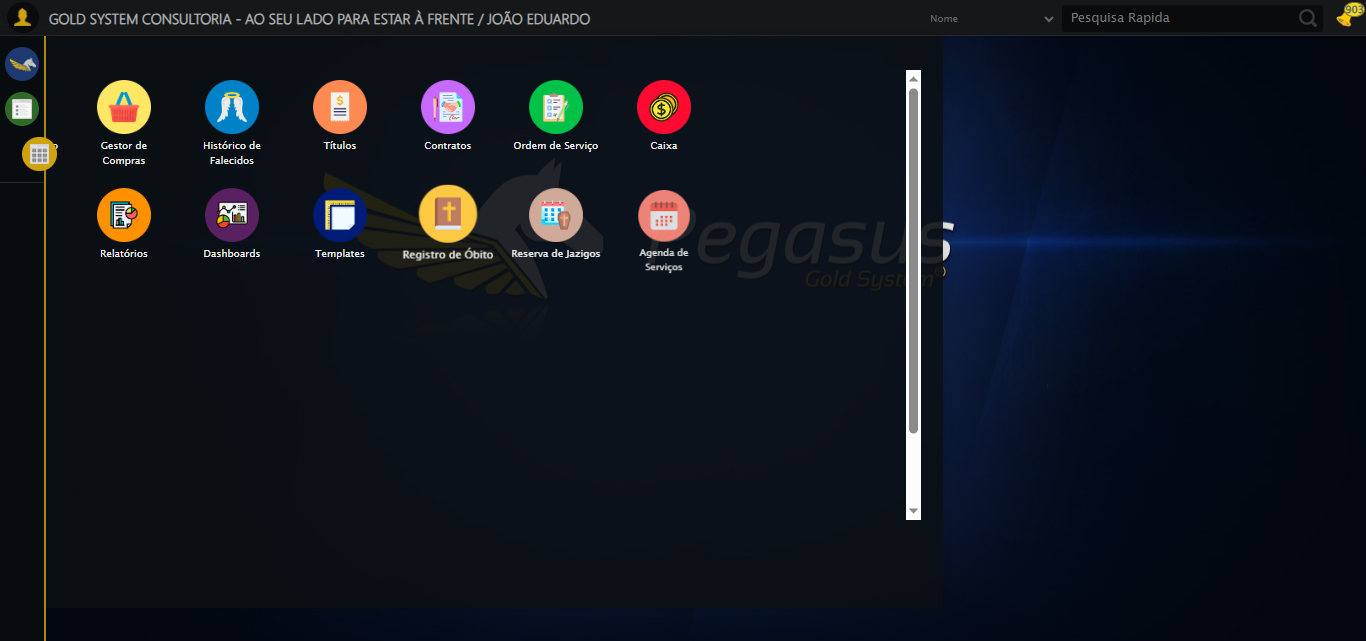 GOLD SYSTEM CONSULTORIA - AO SEU LADO PARA ESTAR À FRENTE / JOÃO EDUARDO
Nome
Pesquisa Rapida
903
Gestor de
Compras
Histórico de
Falecidos
Títulos
Contratos
Ordem de Serviço
Caixa
Relatórios
Dashboards
Templates
Registro de Óbito
Reserva de Jazigos
Agenda de
Serviços
Pegasus
Gold System